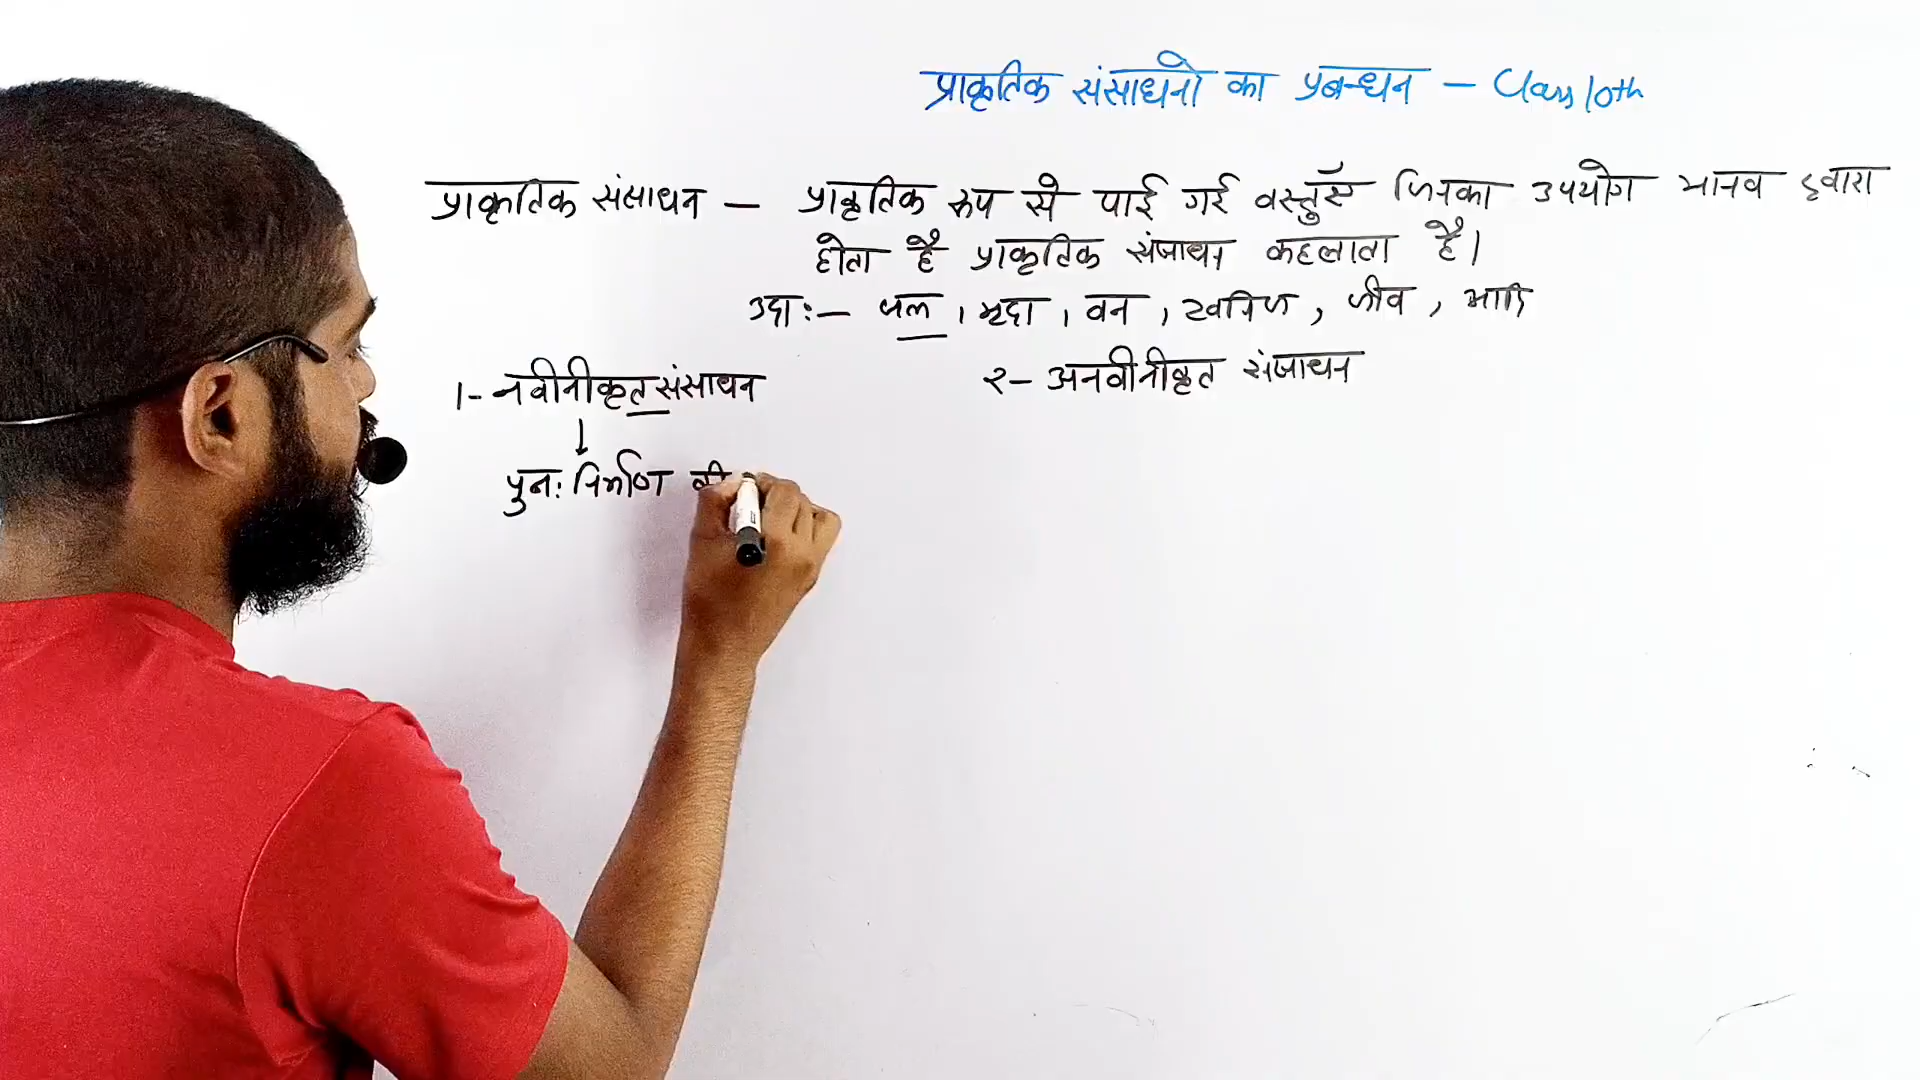 प्राकृतिक संसाधनो का प्रबन्धन – Class 10th
प्राकृतिक संसाधन – प्राकृतिक रूप से पाई गई वस्तुएँ जिनका उपयोग मानव द्वारा
होता है प्राकृतिक संसाधन कहलाता है।
उदा:– जल, मृदा, वन, खनिज, जीव, आदि
1- नवीनीकृत संसाधन
२– अनवीनीकृत संसाधन
↓
पुन: निर्माण